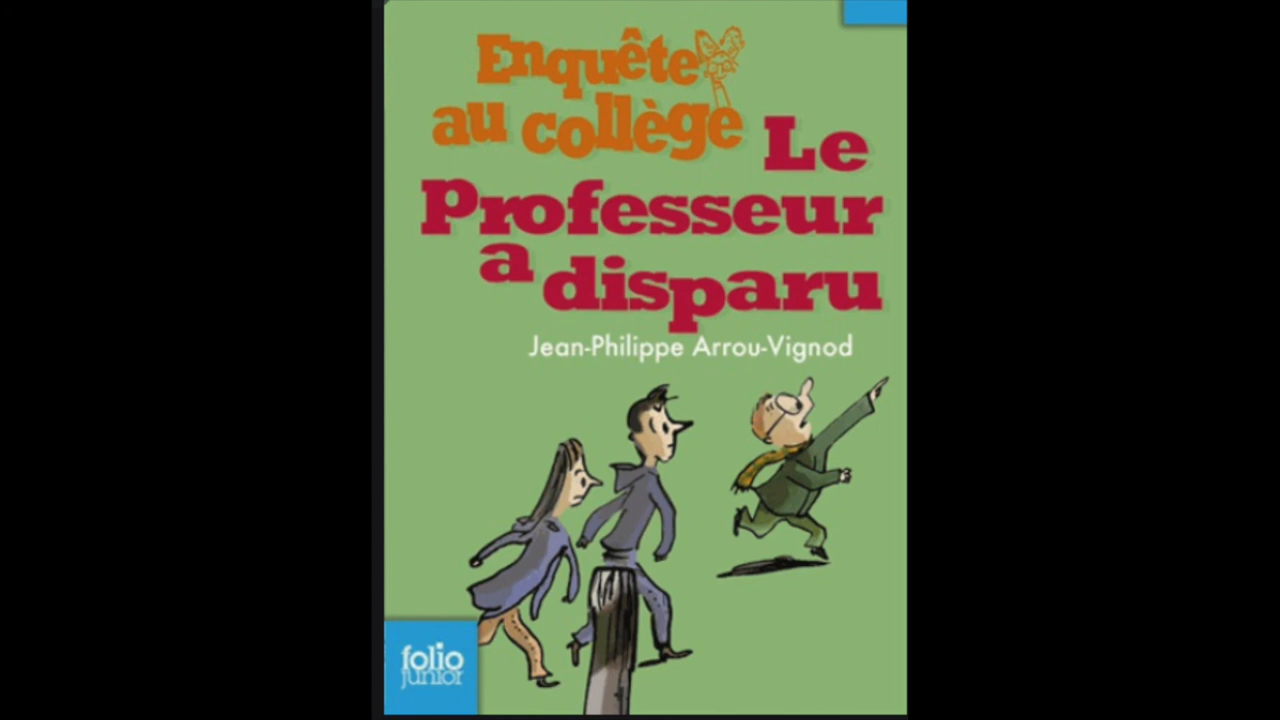 Enquête
au collège
Le
Professeur
a disparu
Jean-Philippe Arrou-Vignod
folio
junior